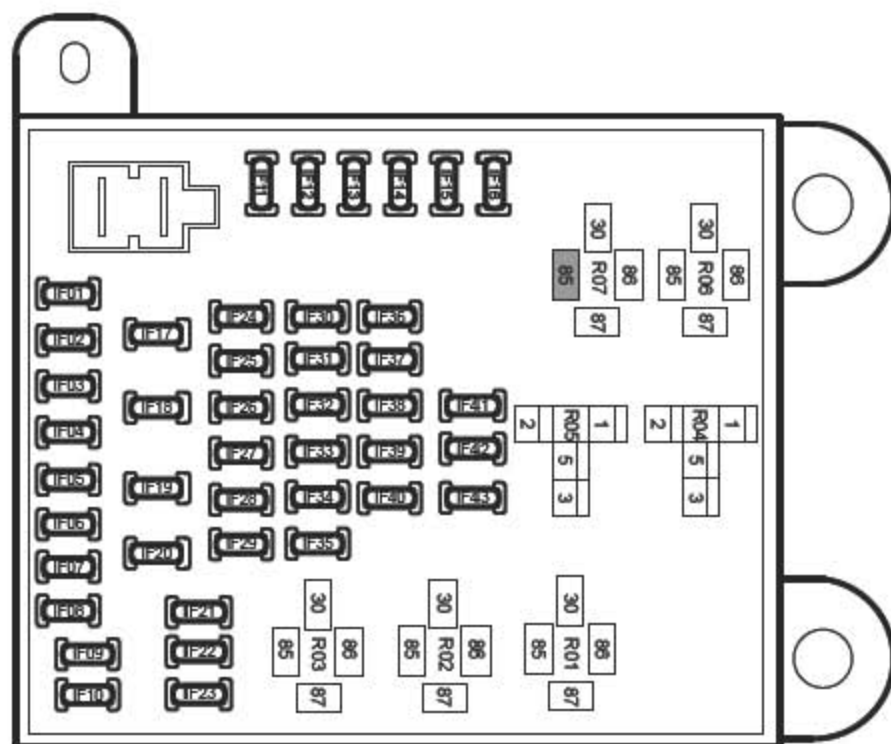 IF11 IF12 IF13 IF14 IF15 IF16
30 30
85 R07 86 85 R06 86
87 87
IF01
IF02
IF03
IF04
IF05
IF06
IF07
IF08
IF09
IF10
IF17
IF18
IF19
IF20
IF21
IF22
IF23
IF24 IF30 IF36
IF25 IF31 IF37
IF26 IF32 IF38 IF41
IF27 IF33 IF39 IF42
IF28 IF34 IF40 IF43
IF29 IF35
2 R05 1 2 R04 1
5 5
3 3
30 30 30
85 R03 86 85 R02 86 85 R01 86
87 87 87